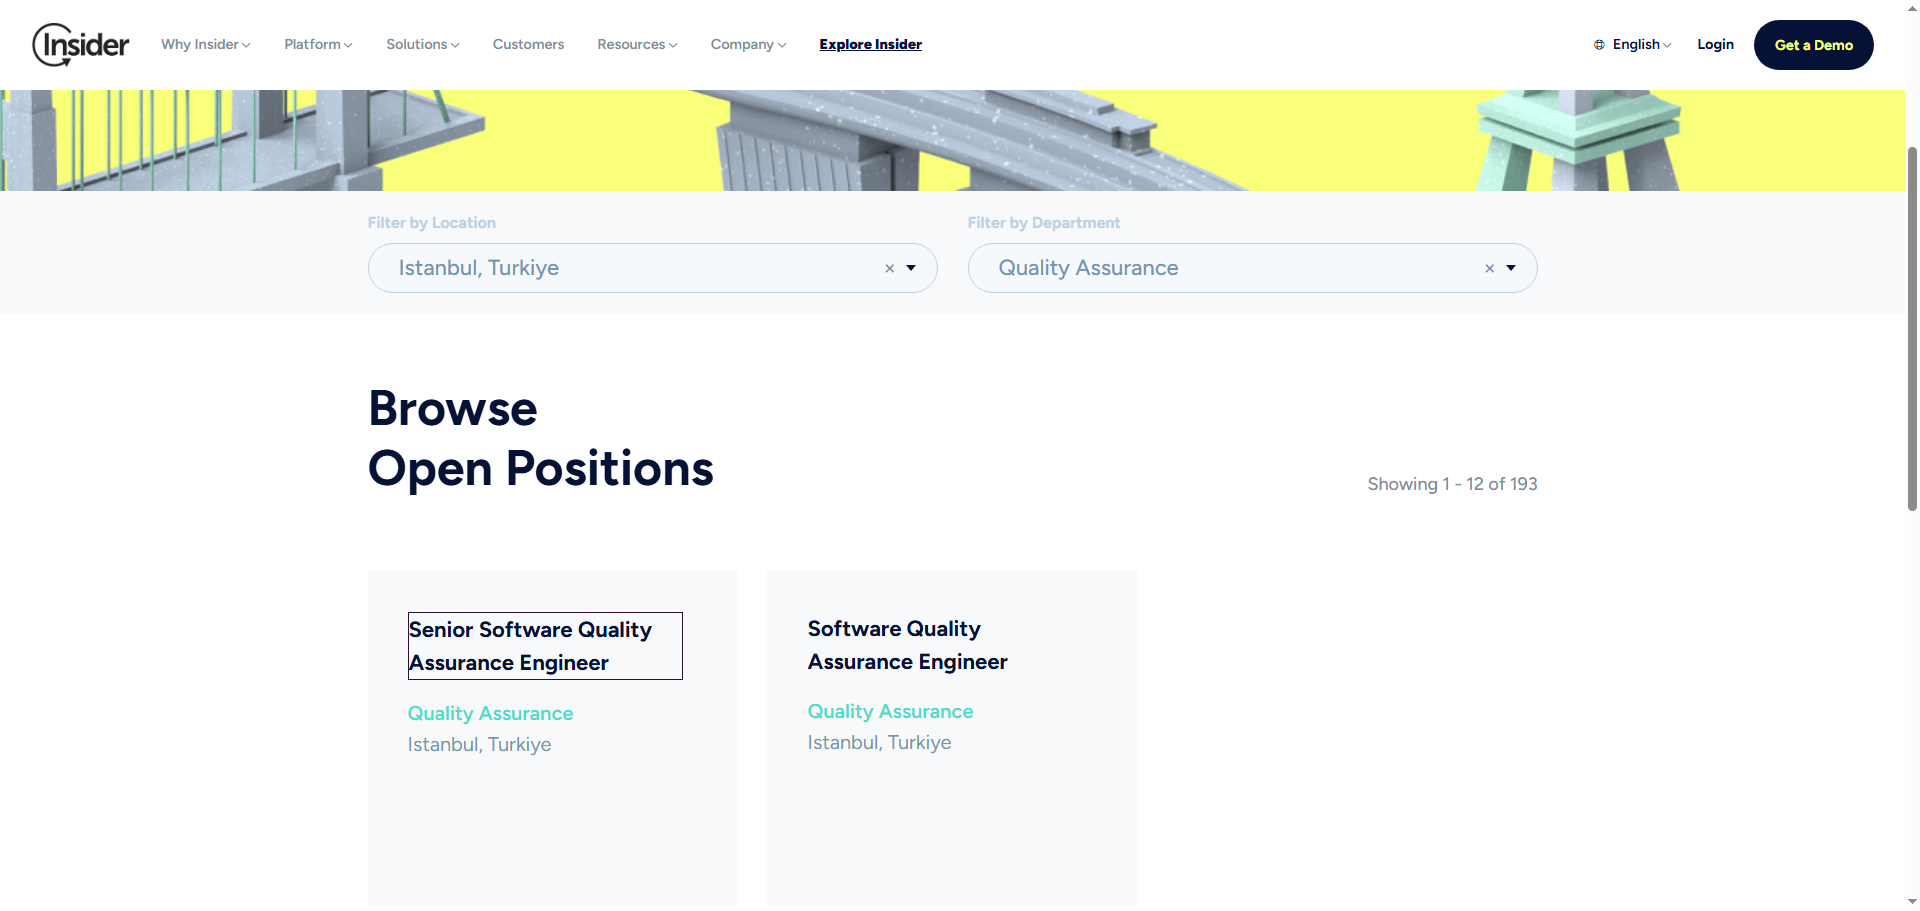 Insider
Why Insider
Platform
Solutions
Customers
Resources
Company
Explore Insider
English
Login
Get a Demo
Filter by Location
Filter by Department
Istanbul, Turkiye
×
Quality Assurance
×
Browse
Open Positions
Showing 1 - 12 of 193
Senior Software Quality
Assurance Engineer
Quality Assurance
Istanbul, Turkiye
Software Quality
Assurance Engineer
Quality Assurance
Istanbul, Turkiye